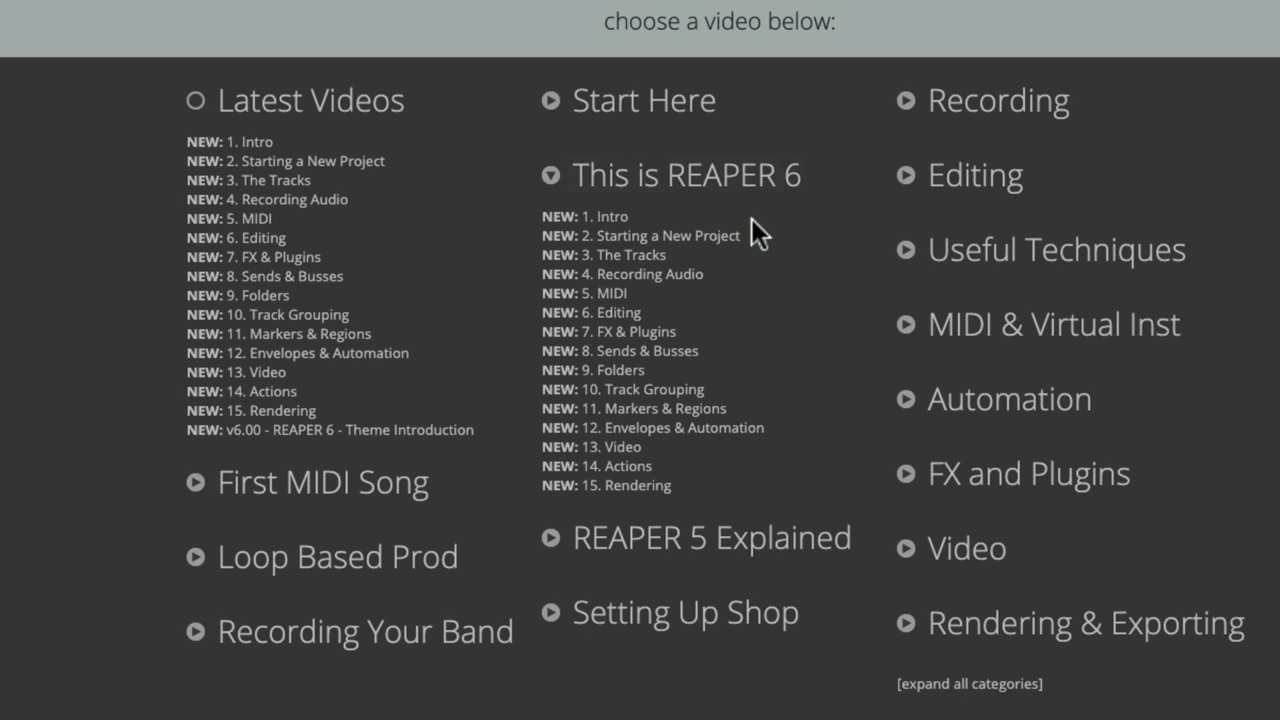 choose a video below:
Latest Videos
NEW: 1. Intro
NEW: 2. Starting a New Project
NEW: 3. The Tracks
NEW: 4. Recording Audio
NEW: 5. MIDI
NEW: 6. Editing
NEW: 7. FX & Plugins
NEW: 8. Sends & Busses
NEW: 9. Folders
NEW: 10. Track Grouping
NEW: 11. Markers & Regions
NEW: 12. Envelopes & Automation
NEW: 13. Video
NEW: 14. Actions
NEW: 15. Rendering
NEW: v6.00 - REAPER 6 - Theme Introduction
First MIDI Song
Loop Based Prod
Recording Your Band
Start Here
This is REAPER 6
NEW: 1. Intro
NEW: 2. Starting a New Project
NEW: 3. The Tracks
NEW: 4. Recording Audio
NEW: 5. MIDI
NEW: 6. Editing
NEW: 7. FX & Plugins
NEW: 8. Sends & Busses
NEW: 9. Folders
NEW: 10. Track Grouping
NEW: 11. Markers & Regions
NEW: 12. Envelopes & Automation
NEW: 13. Video
NEW: 14. Actions
NEW: 15. Rendering
REAPER 5 Explained
Setting Up Shop
Recording
Editing
Useful Techniques
MIDI & Virtual Inst
Automation
FX and Plugins
Video
Rendering & Exporting
[expand all categories]